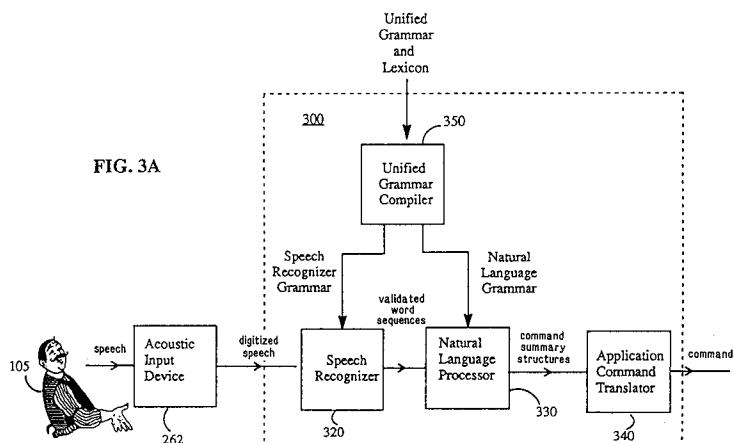 Unified
Grammar
and
Lexicon
300
350
FIG. 3A
Unified
Grammar
Compiler
Speech
Recognizer
Grammar
Natural
Language
Grammar
validated
word
sequences
105
speech
Acoustic
Input
Device
digitized
speech
Speech
Recognizer
Natural
Language
Processor
command
summary
structures
Application
Command
Translator
command
262
320
330
340